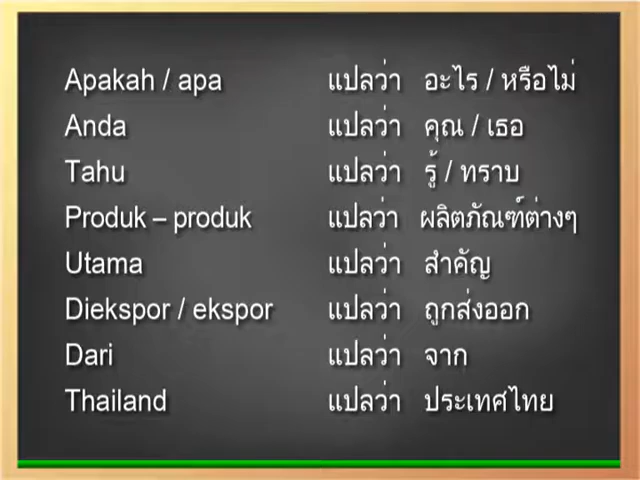 Apakah / apa แปลว่า อะไร / หรือไม่
Anda แปลว่า คุณ / เธอ
Tahu แปลว่า รู้ / ทราบ
Produk – produk แปลว่า ผลิตภัณฑ์ต่างๆ
Utama แปลว่า สำคัญ
Diekspor / ekspor แปลว่า ถูกส่งออก
Dari แปลว่า จาก
Thailand แปลว่า ประเทศไทย